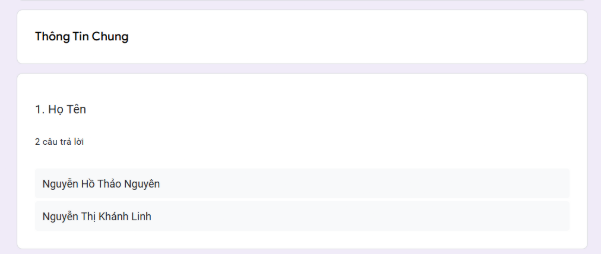 Thông Tin Chung
1. Họ Tên
2 câu trả lời
Nguyễn Hồ Thảo Nguyên
Nguyễn Thị Khánh Linh